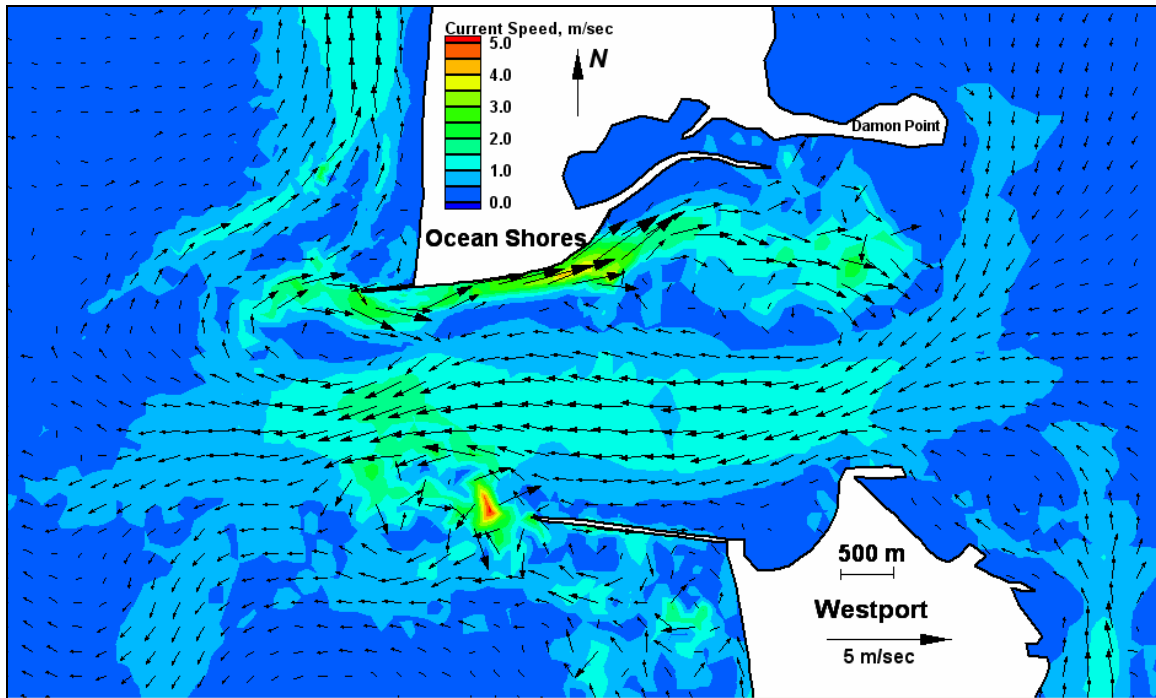 Current Speed, m/sec
5.0
4.0
3.0
2.0
1.0
0.0
N
Damon Point
Ocean Shores
500 m
Westport
5 m/sec